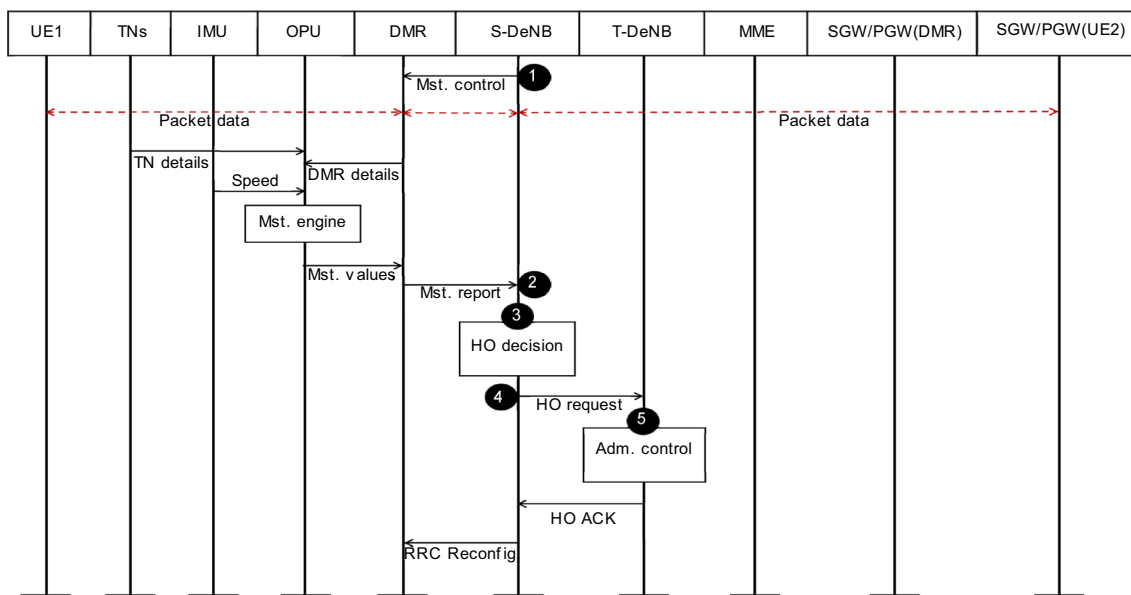 UE1
TNs
IMU
OPU
DMR
S-DeNB
T-DeNB
MME
SGW/PGW(DMR)
SGW/PGW(UE2)
1
Mst. control
Packet data
Packet data
TN details
DMR details
Speed
Mst. engine
Mst. values
2
Mst. report
3
HO decision
4
HO request
5
Adm. control
HO ACK
RRC Reconfig.